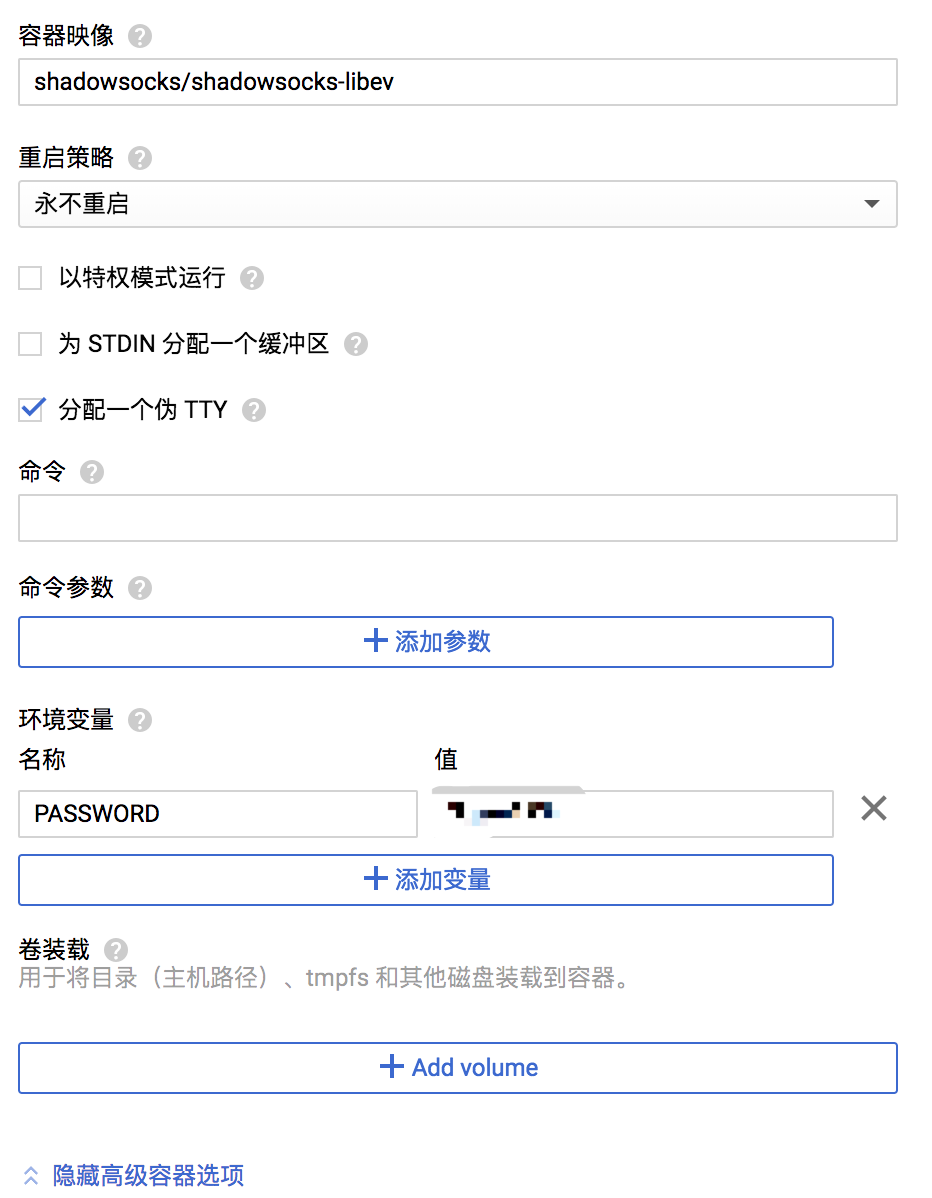 容器映像
shadowsocks/shadowsocks-libev
重启策略
永不重启
以特权模式运行
为 STDIN 分配一个缓冲区
分配一个伪 TTY
命令
命令参数
添加参数
环境变量
名称 值
PASSWORD
添加变量
卷装载
用于将目录（主机路径）、tmpfs 和其他磁盘装载到容器。
Add volume
隐藏高级容器选项